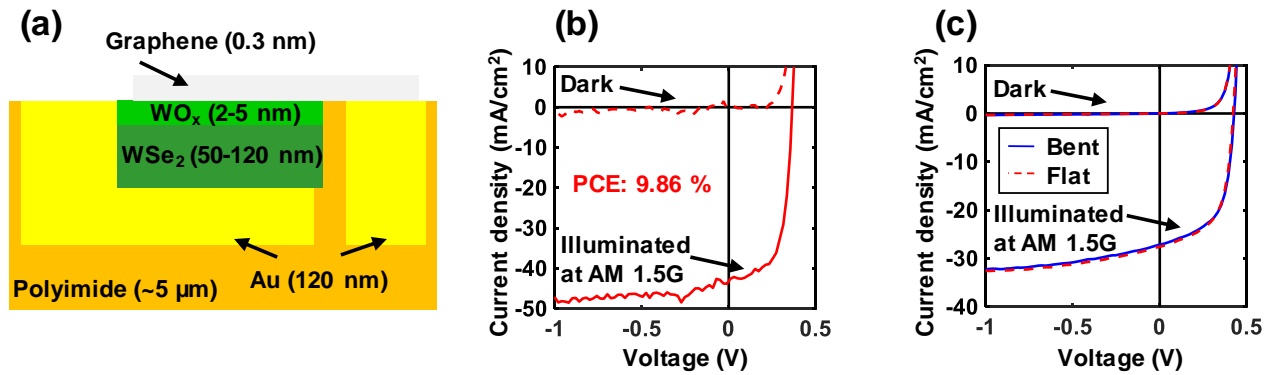 (a)
Graphene (0.3 nm)
WOₓ (2-5 nm)
WSe₂ (50-120 nm)
Au (120 nm)
Polyimide (~5 µm)
(b)
Current density (mA/cm²)
10
0
-10
-20
-30
-40
-50
Dark
PCE: 9.86 %
Illuminated
at AM 1.5G
-1
-0.5
0
0.5
Voltage (V)
(c)
Current density (mA/cm²)
10
0
-10
-20
-30
-40
Dark
Bent
Flat
Illuminated
at AM 1.5G
-1
-0.5
0
0.5
Voltage (V)